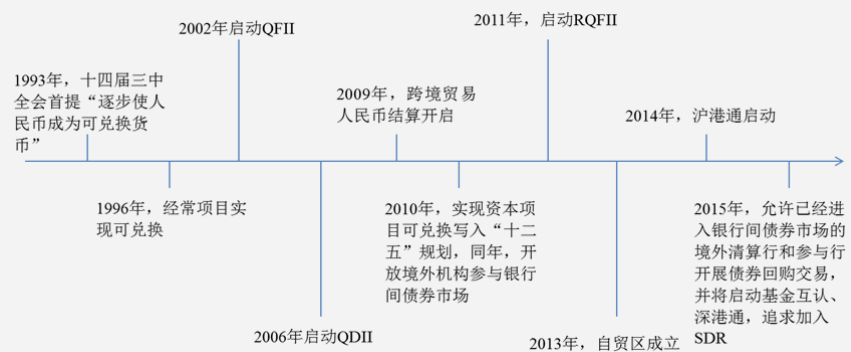 1993年，十四届三中
全会首提“逐步使人
民币成为可兑换货
币”
1996年，经常项目实
现可兑换
2002年启动QFII
2006年启动QDII
2009年，跨境贸易
人民币结算开启
2010年，实现资本项
目可兑换写入“十二
五”规划，同年，开
放境外机构参与银行
间债券市场
2011年，启动RQFII
2013年，自贸区成立
2014年，沪港通启动
2015年，允许已经进
入银行间债券市场的
境外清算行和参与行
开展债券回购交易，
并将启动基金互认、
深港通，追求加入
SDR